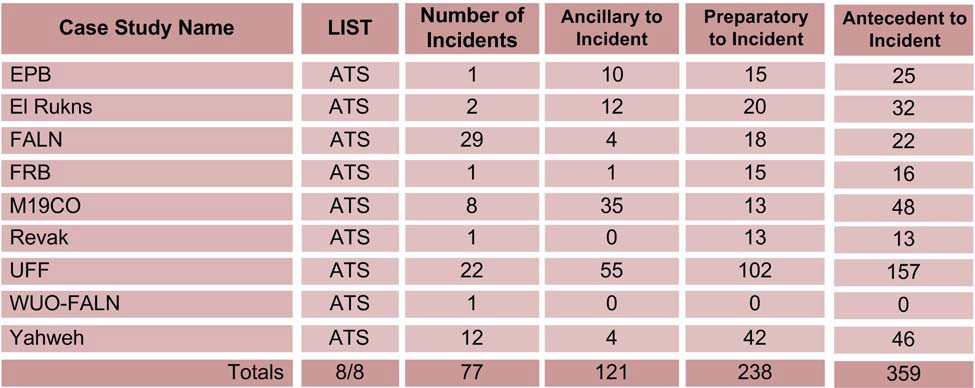 Case Study Name LIST Number of Incidents Ancillary to Incident Preparatory to Incident Antecedent to Incident
EPB ATS 1 10 15 25
El Rukns ATS 2 12 20 32
FALN ATS 29 4 18 22
FRB ATS 1 1 15 16
M19CO ATS 8 35 13 48
Revak ATS 1 0 13 13
UFF ATS 22 55 102 157
WUO-FALN ATS 1 0 0 0
Yahweh ATS 12 4 42 46
Totals 8/8 77 121 238 359